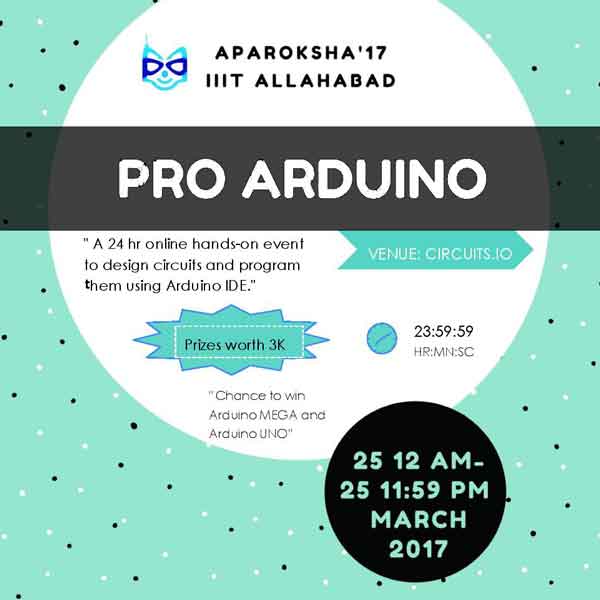 APAROKSHA'17
IIIT ALLAHABAD
PRO ARDUINO
" A 24 hr online hands-on event
to design circuits and program
them using Arduino IDE."
VENUE: CIRCUITS.IO
Prizes worth 3K
23:59:59
HR:MN:SC
"Chance to win
Arduino MEGA and
Arduino UNO"
25 12 AM-
25 11:59 PM
MARCH
2017